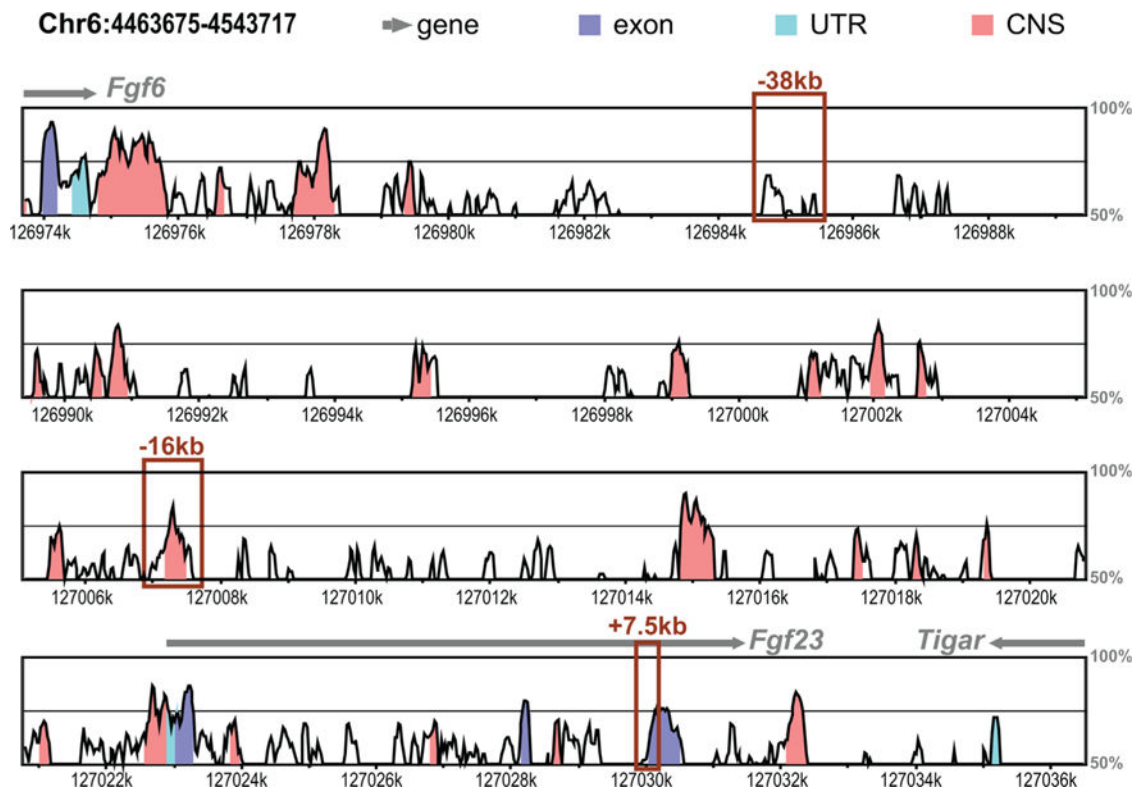 Chr6:4463675-4543717 gene exon UTR CNS
Fgf6 -38kb
100%
50%
126974k 126976k 126978k 126980k 126982k 126984k 126986k 126988k
100%
50%
126990k 126992k 126994k 126996k 126998k 127000k 127002k 127004k
-16kb
100%
50%
127006k 127008k 127010k 127012k 127014k 127016k 127018k 127020k
+7.5kb Fgf23 Tigar
100%
50%
127022k 127024k 127026k 127028k 127030k 127032k 127034k 127036k